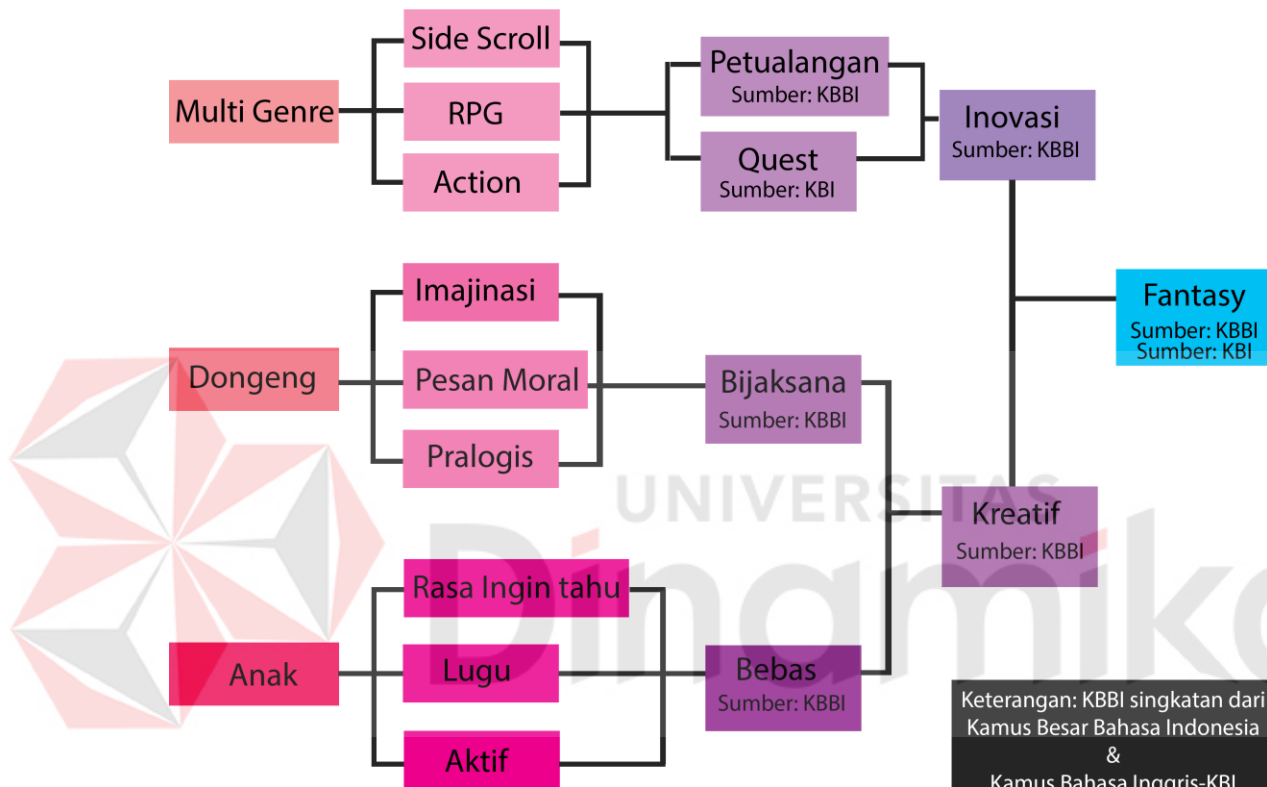 Multi Genre
Side Scroll
RPG
Action
Petualangan
Sumber: KBBI
Quest
Sumber: KBI
Inovasi
Sumber: KBBI
Fantasy
Sumber: KBBI
Sumber: KBI
Dongeng
Imajinasi
Pesan Moral
Pralogis
Bijaksana
Sumber: KBBI
Kreatif
Sumber: KBBI
Anak
Rasa Ingin tahu
Lugu
Aktif
Bebas
Sumber: KBBI
UNIVERSITAS
Dinamika
Keterangan: KBBI singkatan dari
Kamus Besar Bahasa Indonesia
&
Kamus Bahasa Inggris-KBI